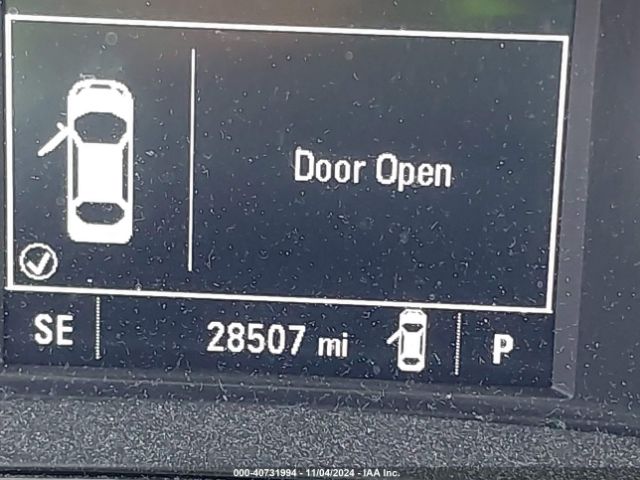 Door Open
SE 28507 mi P
000-40731994 - 11/04/2024 - IAA Inc.